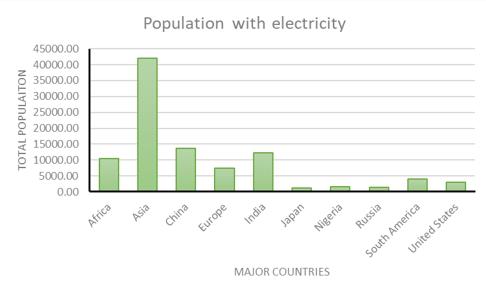 Population with electricity
TOTAL POPULAITON
45000.00
40000.00
35000.00
30000.00
25000.00
20000.00
15000.00
10000.00
5000.00
0.00
Africa
Asia
China
Europe
India
Japan
Nigeria
Russia
South America
United States
MAJOR COUNTRIES